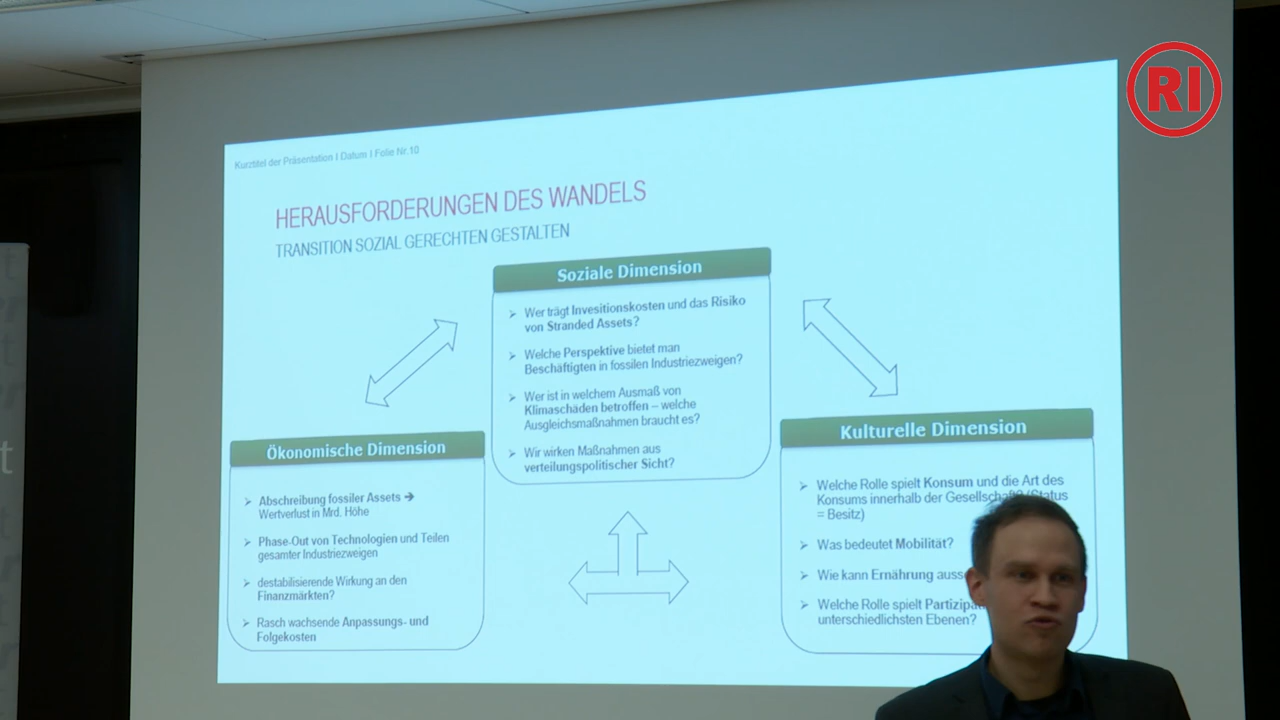 RI
Kurztitel der Präsentation I Datum I Folie Nr.10
HERAUSFORDERUNGEN DES WANDELS
TRANSITION SOZIAL GERECHTEN GESTALTEN
Soziale Dimension
➢ Wer trägt Invesitionskosten und das Risiko
von Stranded Assets?
➢ Welche Perspektive bietet man
Beschäftigten in fossilen Industriezweigen?
➢ Wer ist in welchem Ausmaß von
Klimaschäden betroffen – welche
Ausgleichsmaßnahmen braucht es?
➢ Wir wirken Maßnahmen aus
verteilungspolitischer Sicht?
Ökonomische Dimension
➢ Abschreibung fossiler Assets ➔
Wertverlust in Mrd. Höhe
➢ Phase-Out von Technologien und Teilen
gesamter Industriezweigen
➢ destabilisierende Wirkung an den
Finanzmärkten?
➢ Rasch wachsende Anpassungs- und
Folgekosten
Kulturelle Dimension
➢ Welche Rolle spielt Konsum und die Art des
Konsums innerhalb der Gesellschaft? (Status
= Besitz)
➢ Was bedeutet Mobilität?
➢ Wie kann Ernährung auss
➢ Welche Rolle spielt Partizipa
unterschiedlichsten Ebenen?